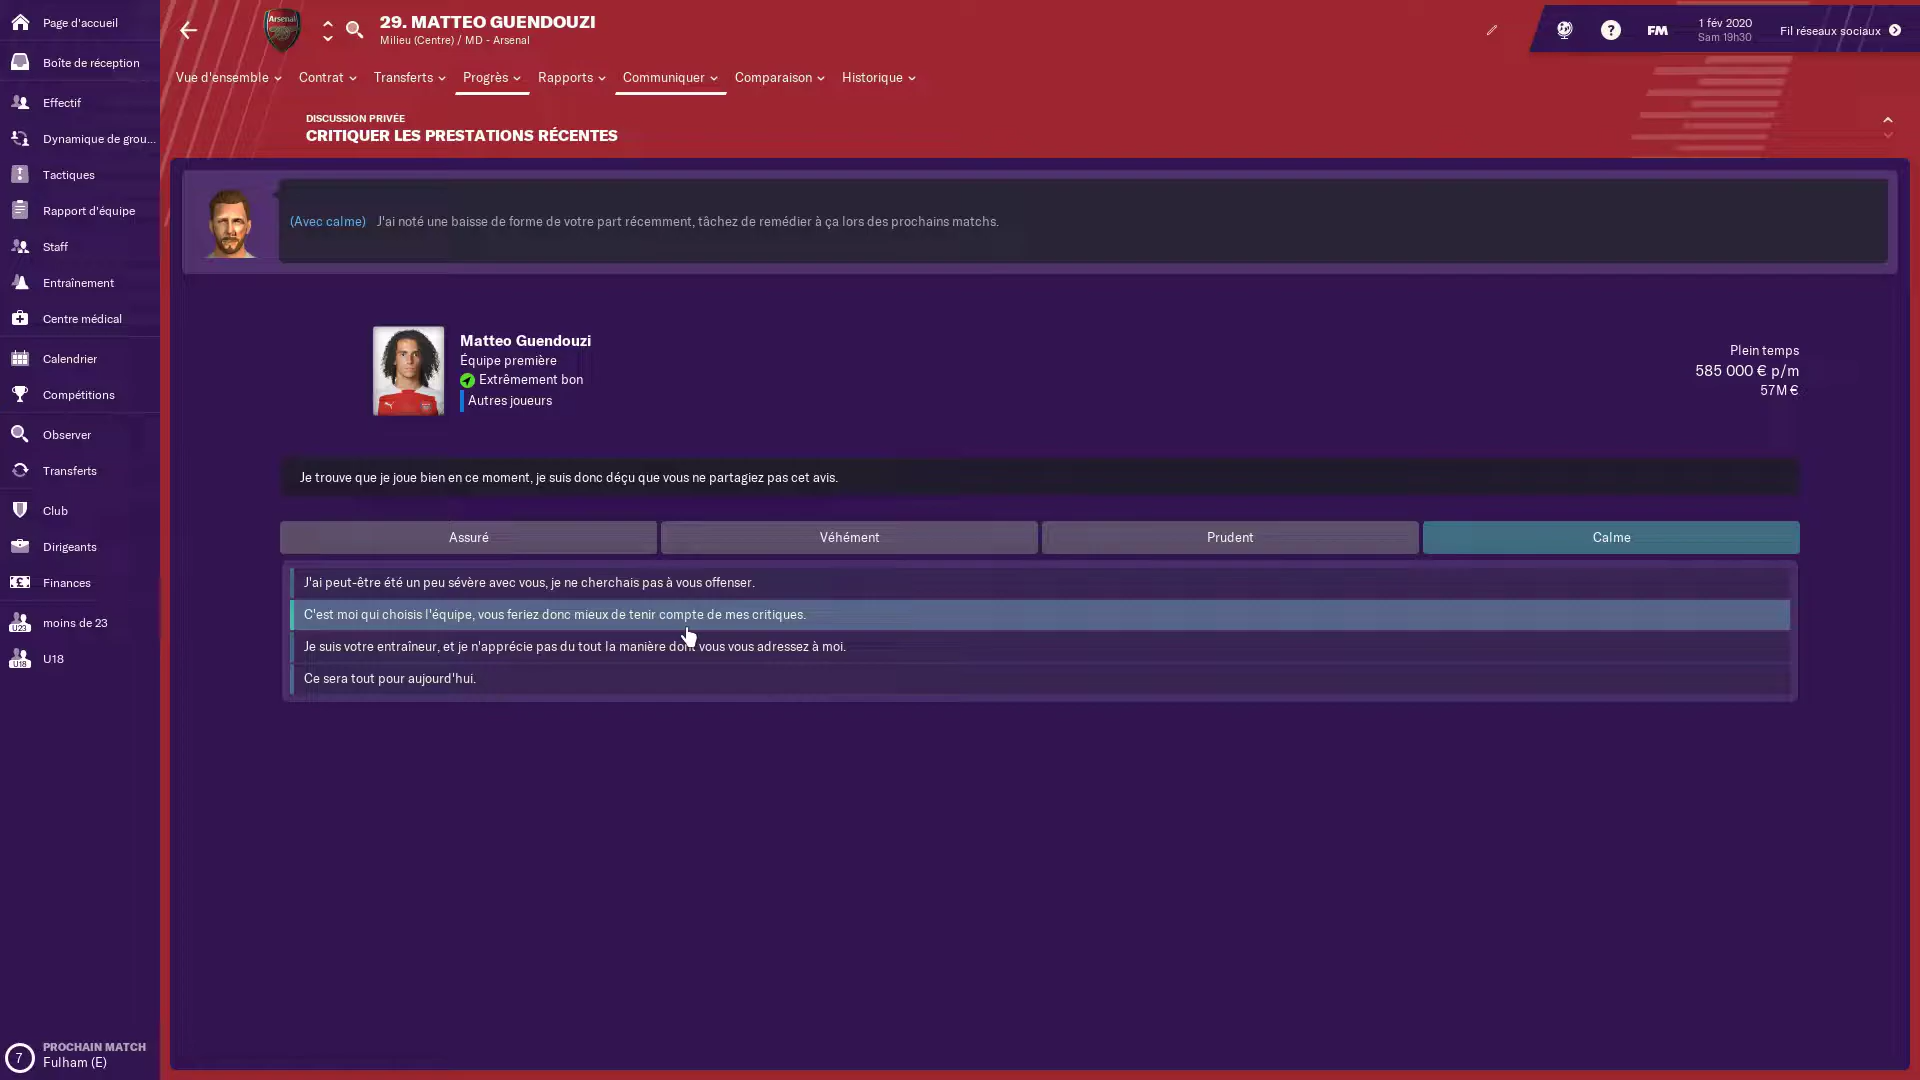 Page d'accueil
Boîte de réception
Effectif
Dynamique de grou...
Tactiques
Rapport d'équipe
Staff
Entraînement
Centre médical
Calendrier
Compétitions
Observer
Transferts
Club
Dirigeants
Finances
U23
moins de 23
U18
U18
7
PROCHAIN MATCH
Fulham (E)
Arsenal
29. MATTEO GUENDOUZI
Milieu (Centre) / MD - Arsenal
?
FM
1 fév 2020
Sam 19h30
Fil réseaux sociaux
Vue d'ensemble
Contrat
Transferts
Progrès
Rapports
Communiquer
Comparaison
Historique
DISCUSSION PRIVÉE
CRITIQUER LES PRESTATIONS RÉCENTES
(Avec calme) J'ai noté une baisse de forme de votre part récemment, tâchez de remédier à ça lors des prochains matchs.
Matteo Guendouzi
Équipe première
Extrêmement bon
Autres joueurs
Plein temps
585 000 € p/m
57M €
Je trouve que je joue bien en ce moment, je suis donc déçu que vous ne partagiez pas cet avis.
Assuré
Véhément
Prudent
Calme
J'ai peut-être été un peu sévère avec vous, je ne cherchais pas à vous offenser.
C'est moi qui choisis l'équipe, vous feriez donc mieux de tenir compte de mes critiques.
Je suis votre entraîneur, et je n'apprécie pas du tout la manière dont vous vous adressez à moi.
Ce sera tout pour aujourd'hui.